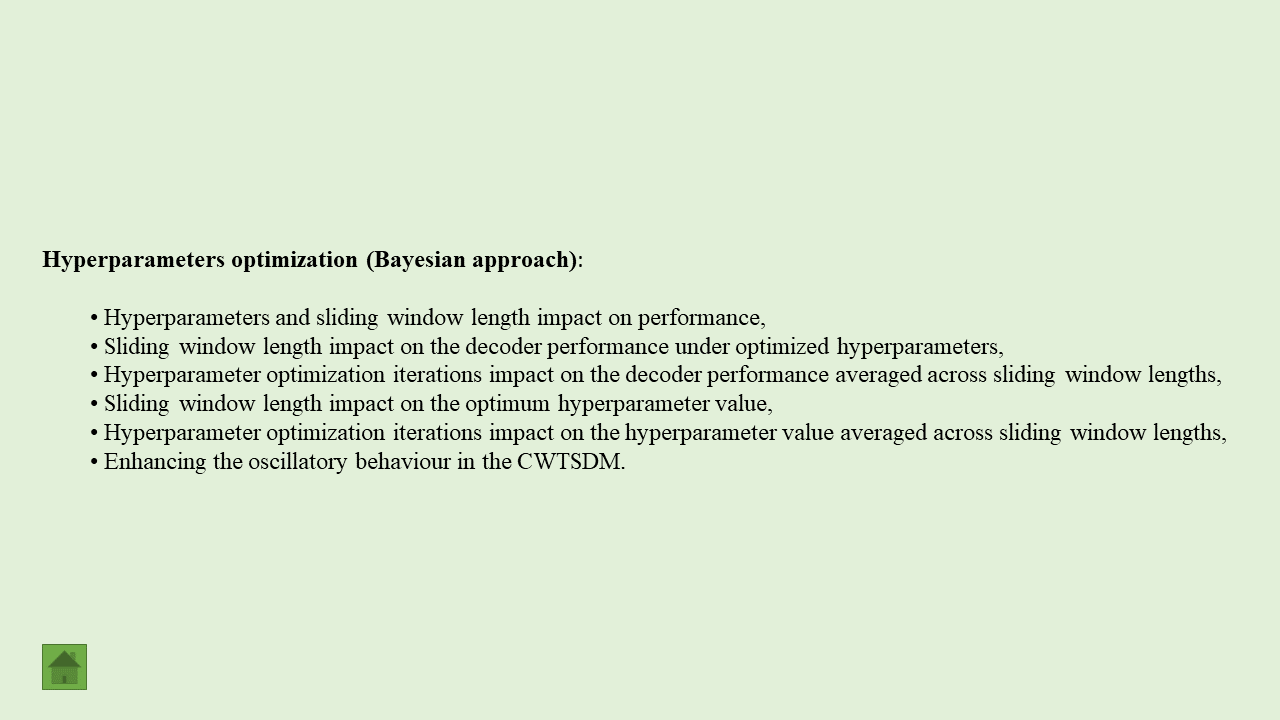 Hyperparameters optimization (Bayesian approach):
• Hyperparameters and sliding window length impact on performance,
• Sliding window length impact on the decoder performance under optimized hyperparameters,
• Hyperparameter optimization iterations impact on the decoder performance averaged across sliding window lengths,
• Sliding window length impact on the optimum hyperparameter value,
• Hyperparameter optimization iterations impact on the hyperparameter value averaged across sliding window lengths,
• Enhancing the oscillatory behaviour in the CWTSDM.